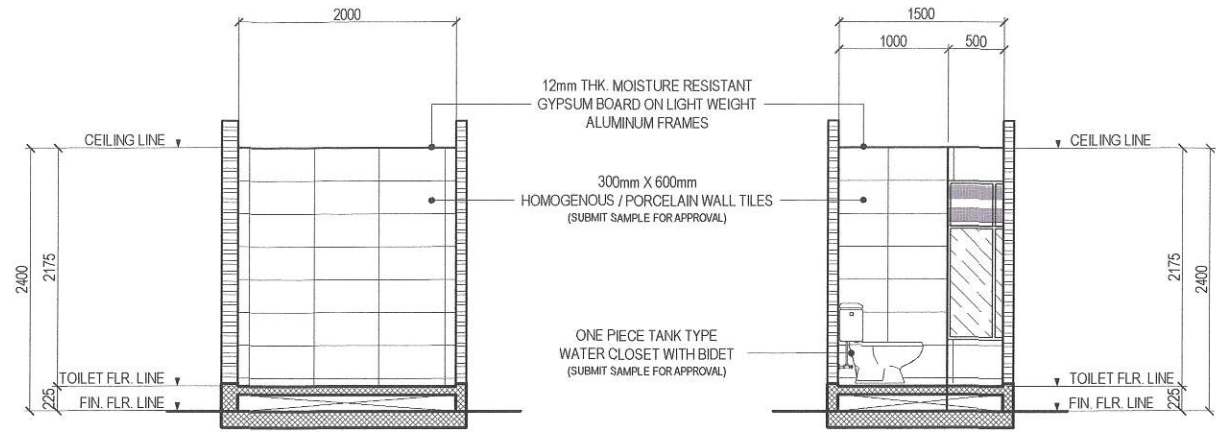 2000
1500
1000
500
12mm THK. MOISTURE RESISTANT
GYPSUM BOARD ON LIGHT WEIGHT
ALUMINUM FRAMES
CEILING LINE
CEILING LINE
300mm X 600mm
HOMOGENOUS / PORCELAIN WALL TILES
(SUBMIT SAMPLE FOR APPROVAL)
2400
2175
2175
2400
ONE PIECE TANK TYPE
WATER CLOSET WITH BIDET
(SUBMIT SAMPLE FOR APPROVAL)
TOILET FLR. LINE
TOILET FLR. LINE
225
225
FIN. FLR. LINE
FIN. FLR. LINE